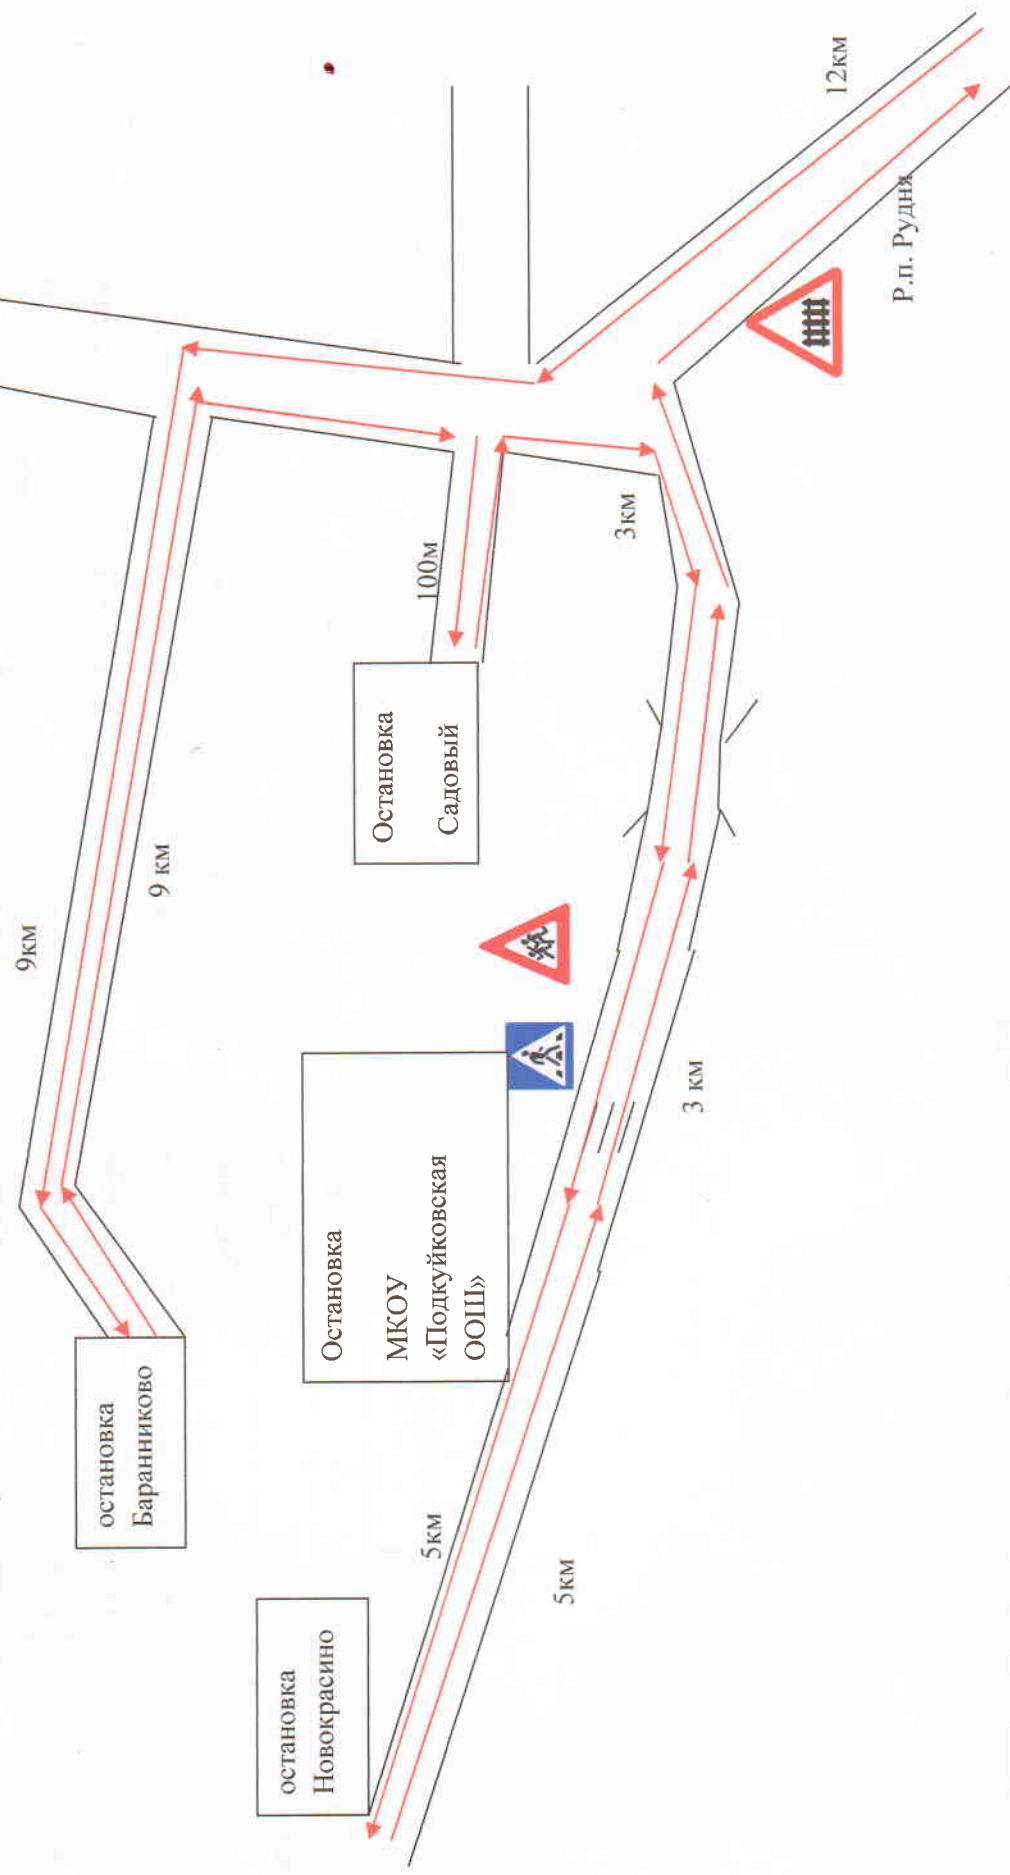 9км
9 км
остановка
Баранниково
100м
Остановка
Садовый
12км
Р.п. Рудня
3км
Остановка
МКОУ
«Подкуйковская
ООШ»
3 км
5км
5км
остановка
Новокрасино